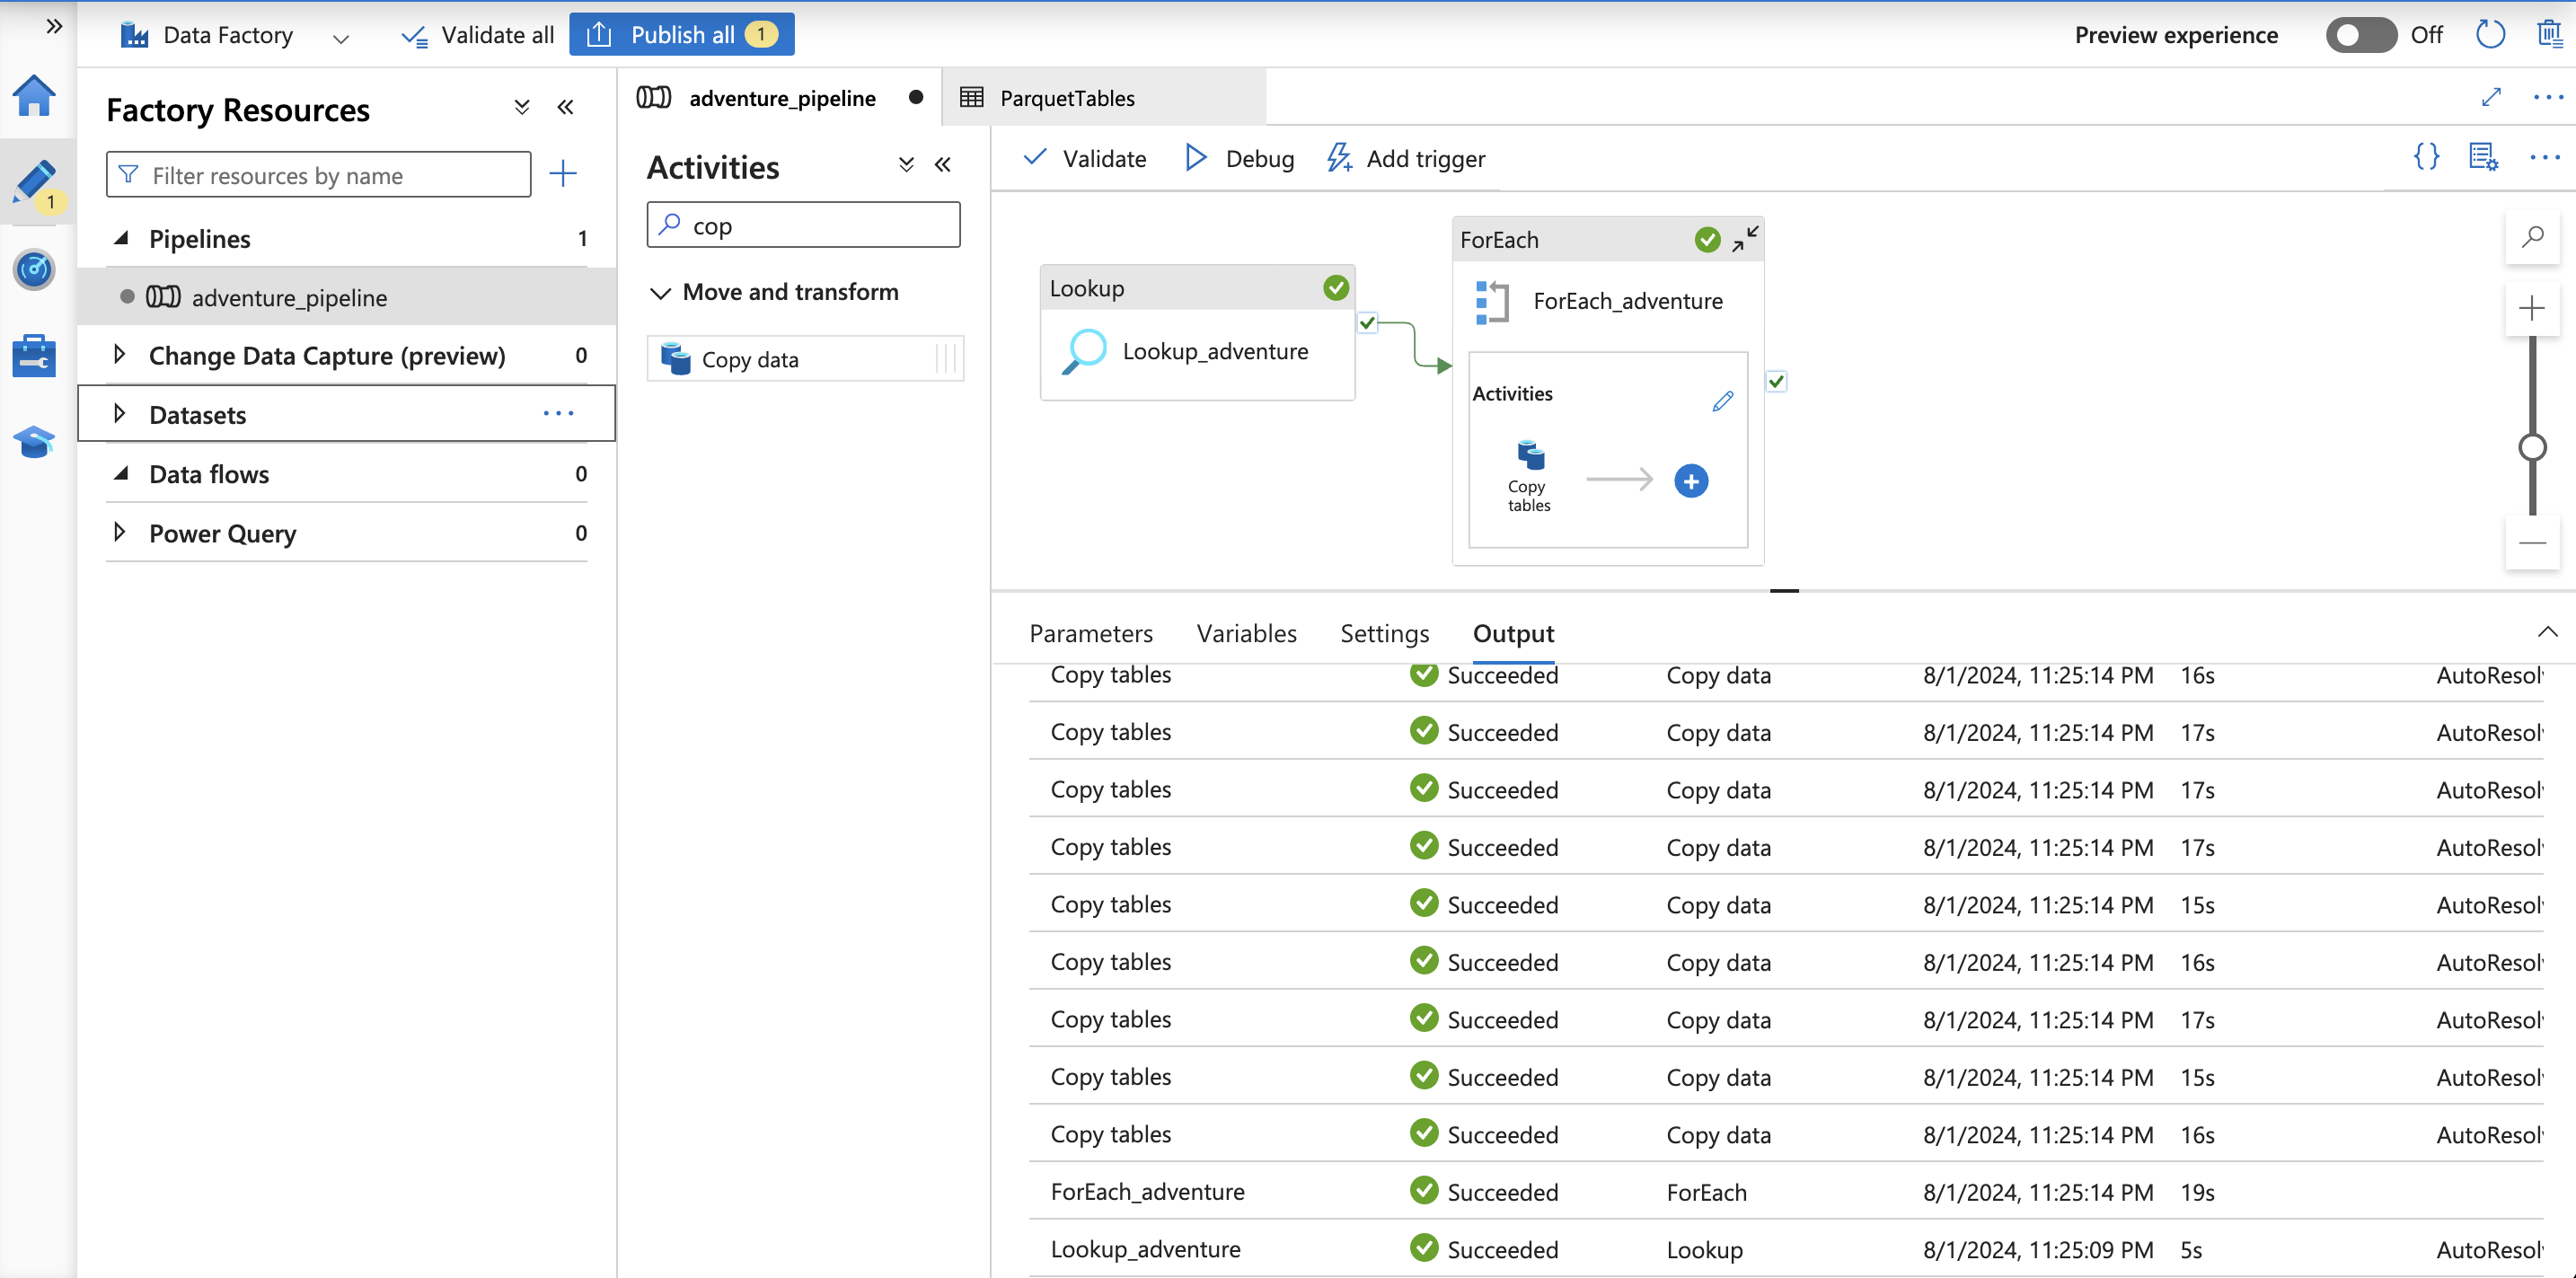 Data Factory
Validate all
Publish all 1
Preview experience Off
Factory Resources
Filter resources by name
1
Pipelines 1
adventure_pipeline
Change Data Capture (preview) 0
Datasets
Data flows 0
Power Query 0
adventure_pipeline
ParquetTables
Activities
cop
Move and transform
Copy data
Validate
Debug
Add trigger
Lookup
Lookup_adventure
ForEach
ForEach_adventure
Activities
Copy
tables
Parameters Variables Settings Output
Copy tables Succeeded Copy data 8/1/2024, 11:25:14 PM 16s AutoResol
Copy tables Succeeded Copy data 8/1/2024, 11:25:14 PM 17s AutoResol
Copy tables Succeeded Copy data 8/1/2024, 11:25:14 PM 17s AutoResol
Copy tables Succeeded Copy data 8/1/2024, 11:25:14 PM 17s AutoResol
Copy tables Succeeded Copy data 8/1/2024, 11:25:14 PM 15s AutoResol
Copy tables Succeeded Copy data 8/1/2024, 11:25:14 PM 16s AutoResol
Copy tables Succeeded Copy data 8/1/2024, 11:25:14 PM 17s AutoResol
Copy tables Succeeded Copy data 8/1/2024, 11:25:14 PM 15s AutoResol
Copy tables Succeeded Copy data 8/1/2024, 11:25:14 PM 16s AutoResol
ForEach_adventure Succeeded ForEach 8/1/2024, 11:25:14 PM 19s
Lookup_adventure Succeeded Lookup 8/1/2024, 11:25:09 PM 5s AutoResol